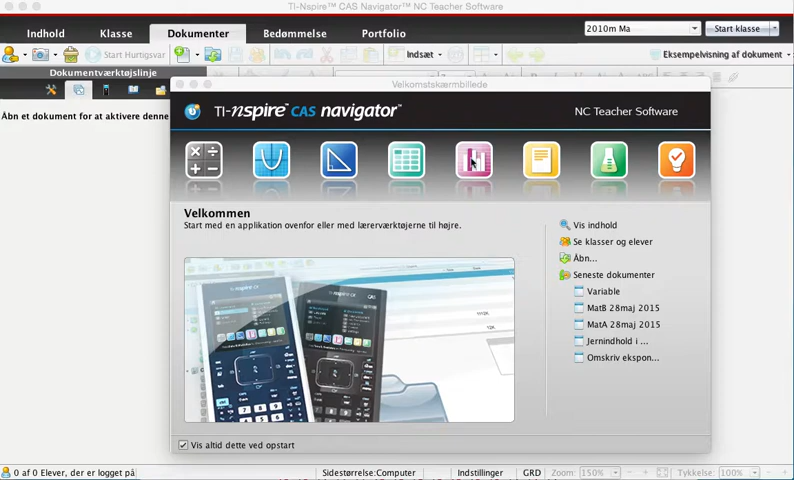 TI-Nspire™ CAS Navigator™ NC Teacher Software
Indhold Klasse Dokumenter Bedømmelse Portfolio 2010m Ma Start klasse
Start Hurtigsvar Indsæt Eksempelvisning af dokument
Dokumentværktøjslinje
Velkomstskærmbillede
Åbn et dokument for at aktivere denne
TI-nspire™ CAS navigator™ NC Teacher Software
Velkommen
Start med en applikation ovenfor eller med lærerværktøjerne til højre.
Vis indhold
Se klasser og elever
Åbn...
Seneste dokumenter
Variable
MatB 28maj 2015
MatA 28maj 2015
Jernindhold i ...
Omskriv ekspon...
Vis altid dette ved opstart
0 af 0 Elever, der er logget på Sidestørrelse:Computer Indstillinger GRD Zoom: 150% Tykkelse: 100%